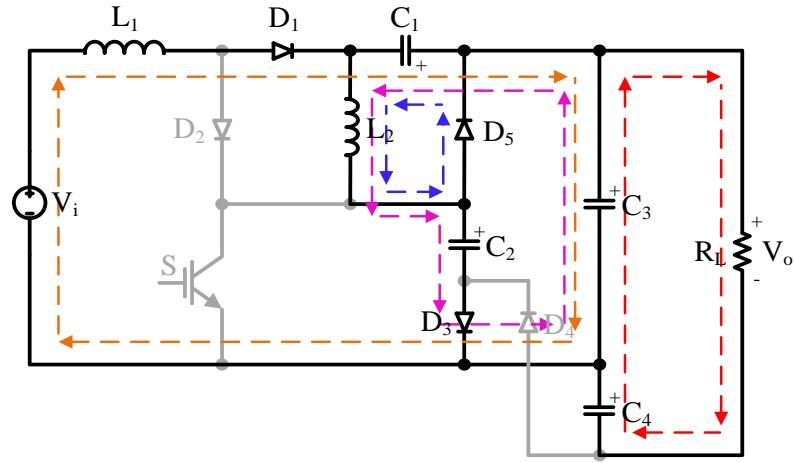 L1 D1 C1
+
D2 L2 D5
Vi + C2 + C3 + RL Vo
S -
D3 D4
+ C4